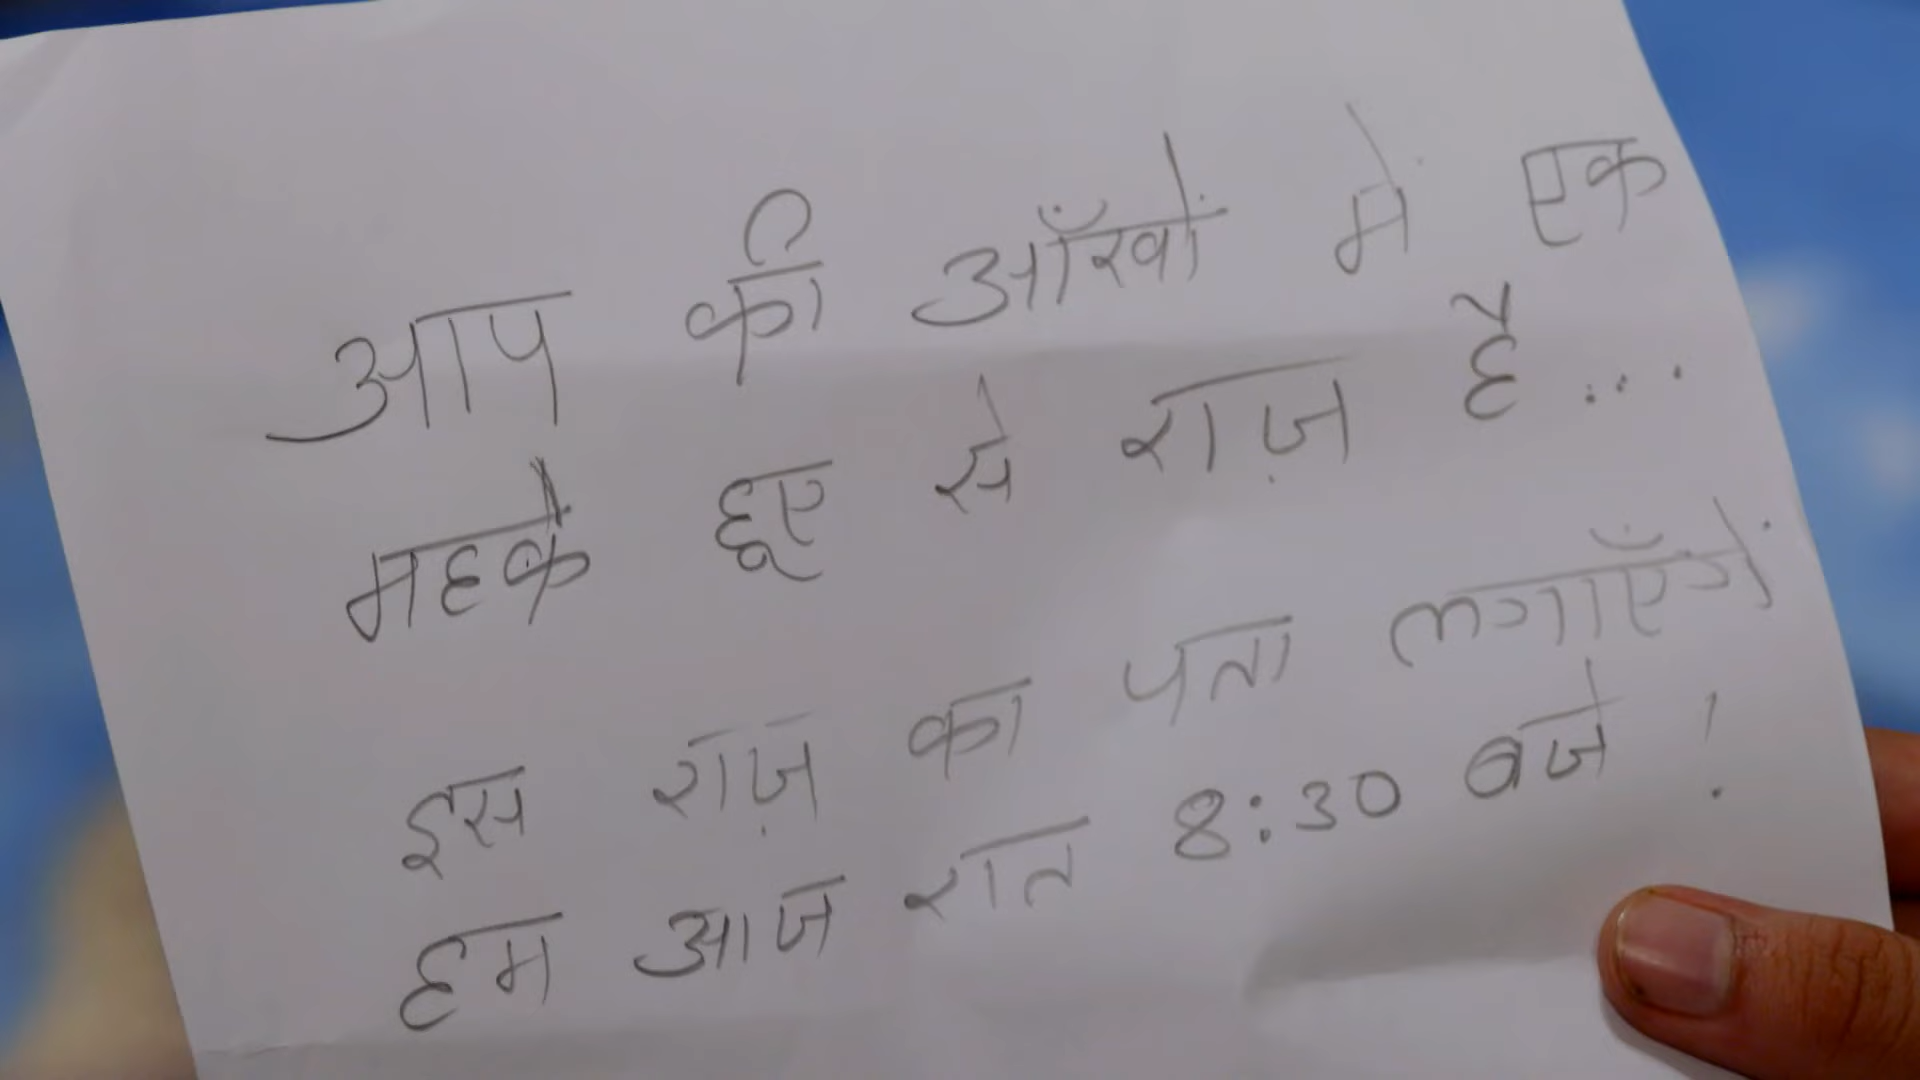 आप की आँखों में एक
महके हूए से राज़ है...
इस राज़ का पता लगाएँगें
हम आज रात 8:30 बजे !